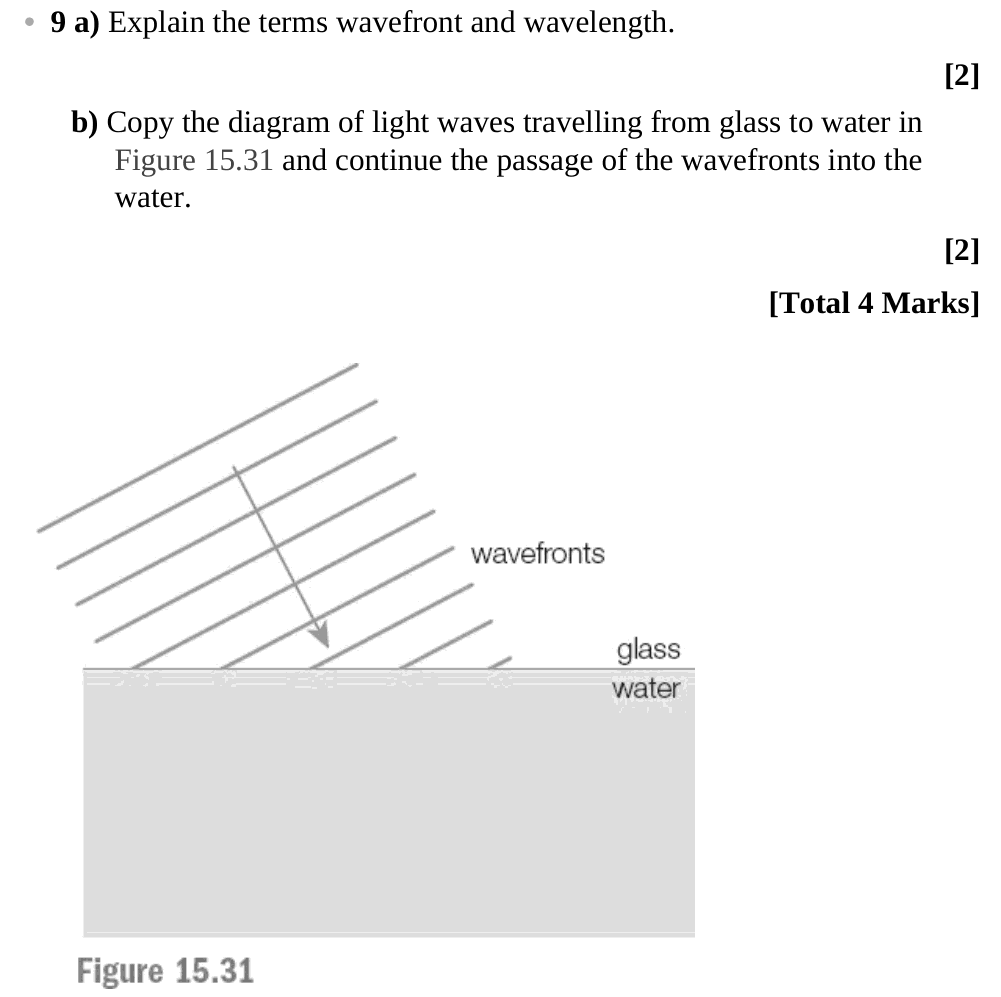 • 9 a) Explain the terms wavefront and wavelength.
[2]
b) Copy the diagram of light waves travelling from glass to water in
Figure 15.31 and continue the passage of the wavefronts into the
water.
[2]
[Total 4 Marks]
wavefronts
glass
water
Figure 15.31